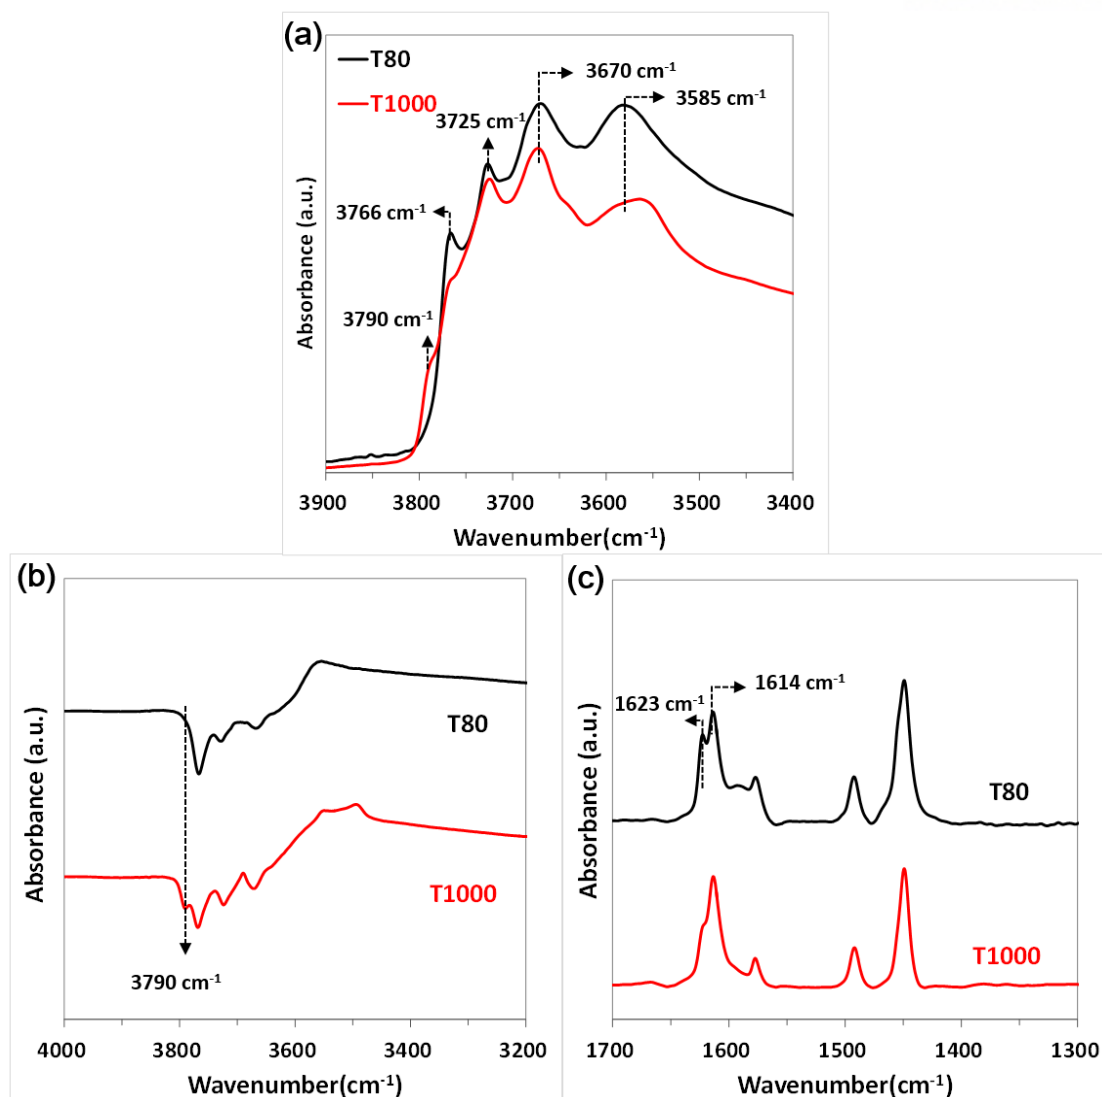 (a)
T80
T1000
3670 cm-1
3585 cm-1
3725 cm-1
3766 cm-1
3790 cm-1
Absorbance (a.u.)
3900 3800 3700 3600 3500 3400
Wavenumber(cm-1)
(b)
T80
T1000
3790 cm-1
Absorbance (a.u.)
4000 3800 3600 3400 3200
Wavenumber(cm-1)
(c)
1614 cm-1
1623 cm-1
T80
T1000
Absorbance (a.u.)
1700 1600 1500 1400 1300
Wavenumber(cm-1)